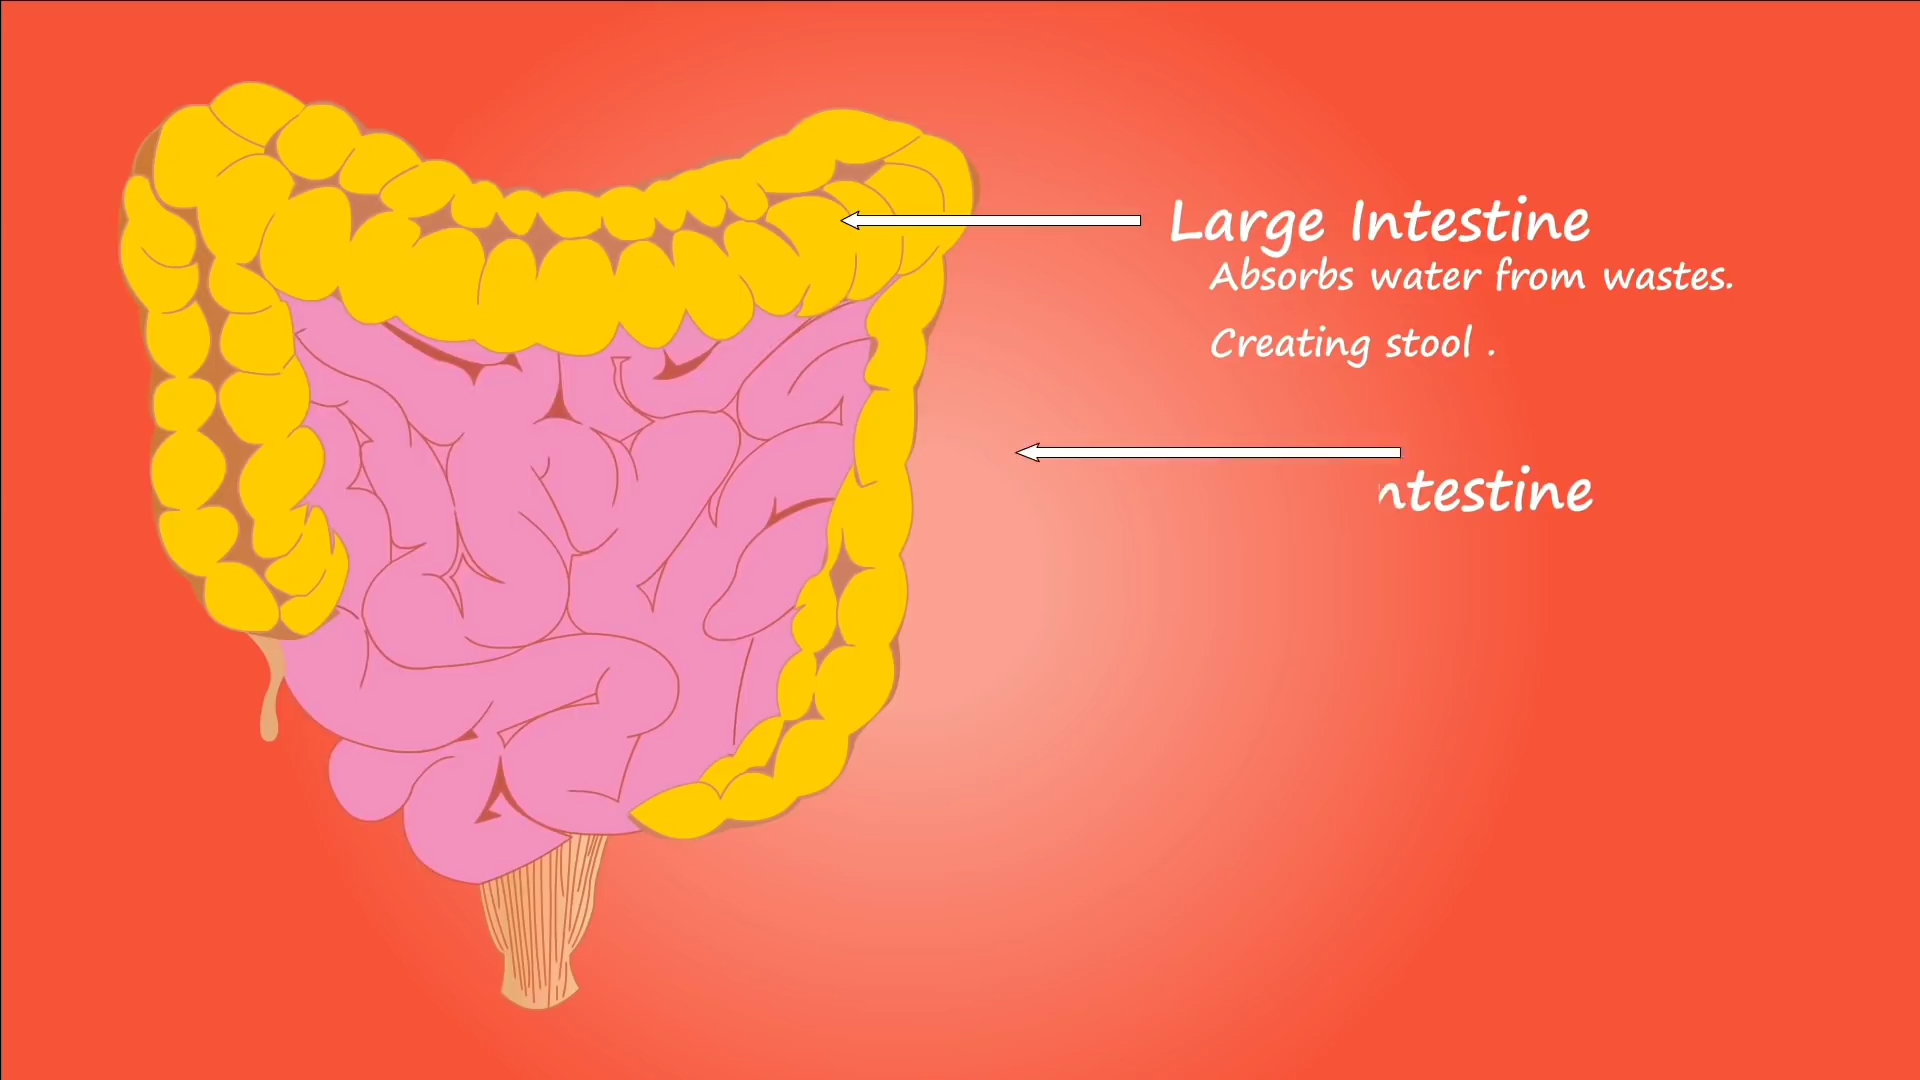 Large Intestine
Absorbs water from wastes.
Creating stool .
ntestine